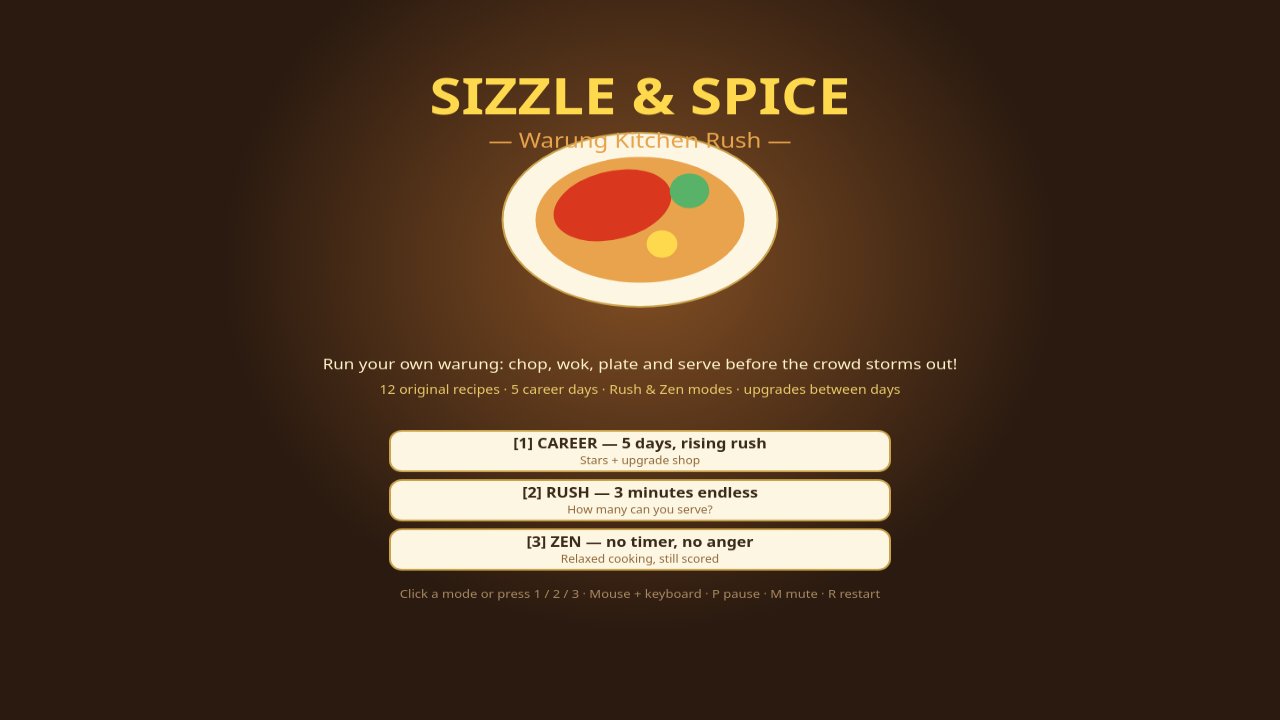 SIZZLE & SPICE
— Warung Kitchen Rush —
Run your own warung: chop, wok, plate and serve before the crowd storms out!
12 original recipes · 5 career days · Rush & Zen modes · upgrades between days
[1] CAREER — 5 days, rising rush
Stars + upgrade shop
[2] RUSH — 3 minutes endless
How many can you serve?
[3] ZEN — no timer, no anger
Relaxed cooking, still scored
Click a mode or press 1 / 2 / 3 · Mouse + keyboard · P pause · M mute · R restart